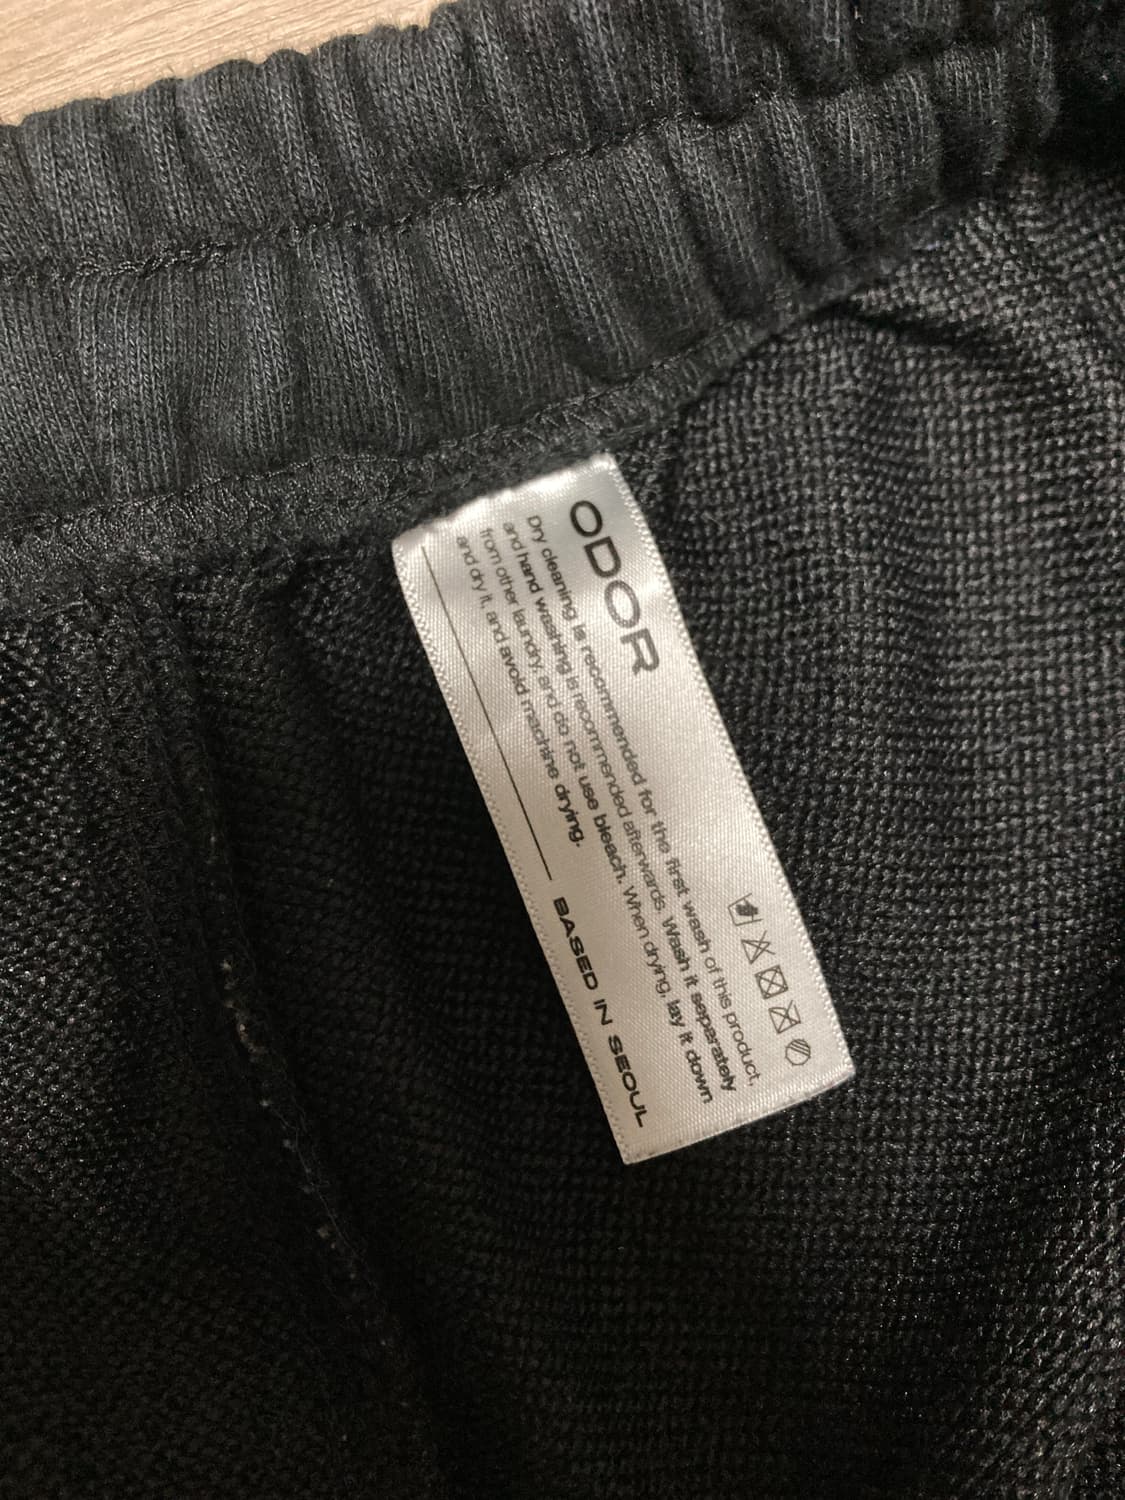 ODOR
Dry cleaning is recommended for the first wash of this product,
and hand washing is recommended afterwards. Wash it separately
from other laundry, and do not use bleach. When drying, lay it down
and dry it, and avoid machine drying.
BASED IN SEOUL